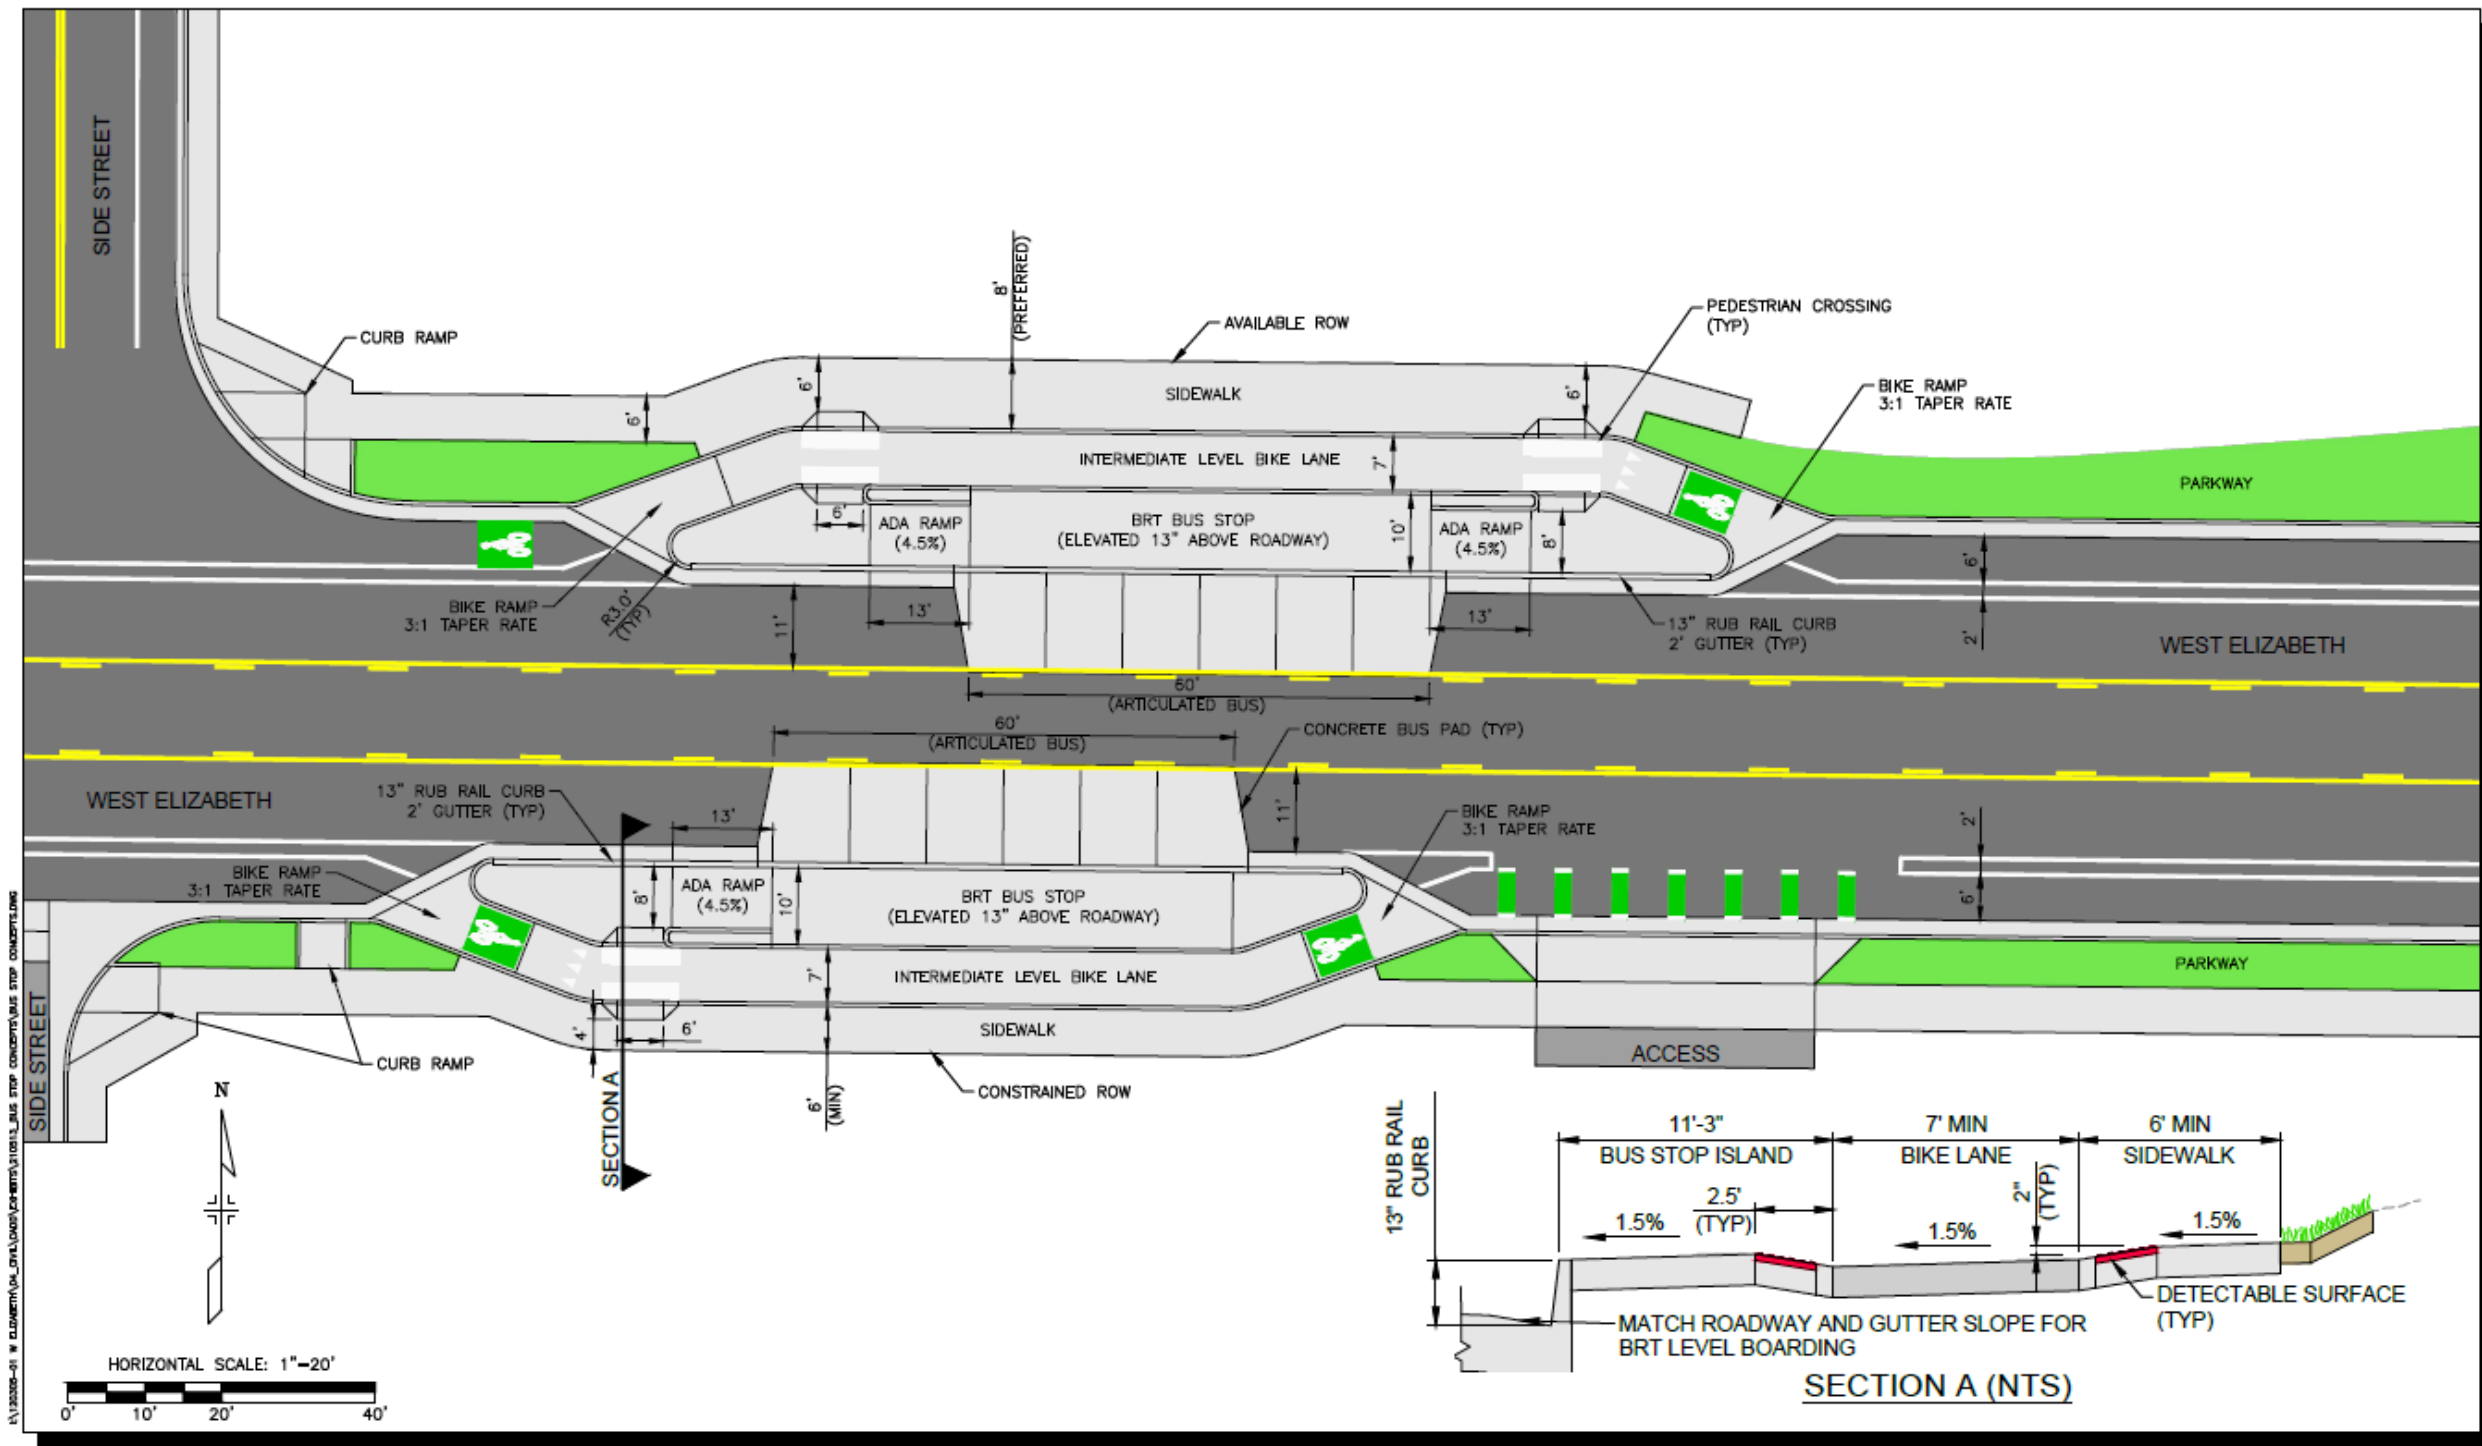 SIDE STREET
CURB RAMP
6'
8'
(PREFERRED)
AVAILABLE ROW
PEDESTRIAN CROSSING
(TYP)
BIKE RAMP
3:1 TAPER RATE
6'
SIDEWALK
6'
INTERMEDIATE LEVEL BIKE LANE
7'
PARKWAY
6'
ADA RAMP
(4.5%)
BRT BUS STOP
(ELEVATED 13" ABOVE ROADWAY)
10'
ADA RAMP
(4.5%)
8'
6'
BIKE RAMP
3:1 TAPER RATE
R3.0'
(TYP)
11'
13'
13'
13" RUB RAIL CURB
2' GUTTER (TYP)
2'
WEST ELIZABETH
60'
(ARTICULATED BUS)
60'
(ARTICULATED BUS)
CONCRETE BUS PAD (TYP)
WEST ELIZABETH
13" RUB RAIL CURB
2' GUTTER (TYP)
13'
11'
BIKE RAMP
3:1 TAPER RATE
2'
BIKE RAMP
3:1 TAPER RATE
8'
ADA RAMP
(4.5%)
10'
BRT BUS STOP
(ELEVATED 13" ABOVE ROADWAY)
6'
INTERMEDIATE LEVEL BIKE LANE
7'
PARKWAY
4'
6'
SIDEWALK
ACCESS
SIDE STREET
CURB RAMP
SECTION A
6'
(MIN)
CONSTRAINED ROW
N
13" RUB RAIL
CURB
11'-3"
BUS STOP ISLAND
7' MIN
BIKE LANE
6' MIN
SIDEWALK
2.5'
(TYP)
2"
(TYP)
1.5%
1.5%
1.5%
DETECTABLE SURFACE
(TYP)
MATCH ROADWAY AND GUTTER SLOPE FOR
BRT LEVEL BOARDING
SECTION A (NTS)
HORIZONTAL SCALE: 1"=20'
0' 10' 20' 40'